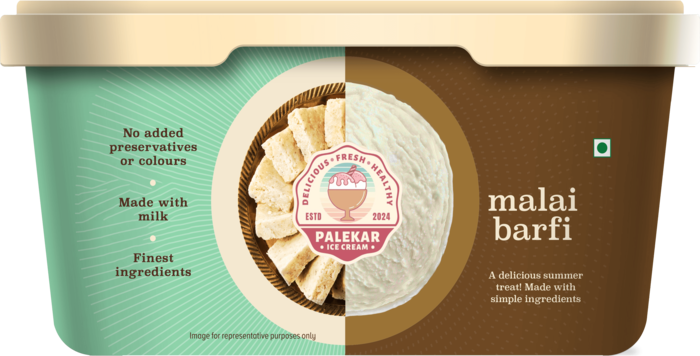 No added
preservatives
or colours
Made with
milk
Finest
ingredients
DELICIOUS • FRESH • HEALTHY
ESTD 2024
PALEKAR
• ICE CREAM •
malai
barfi
A delicious summer
treat! Made with
simple ingredients
Image for representative purposes only